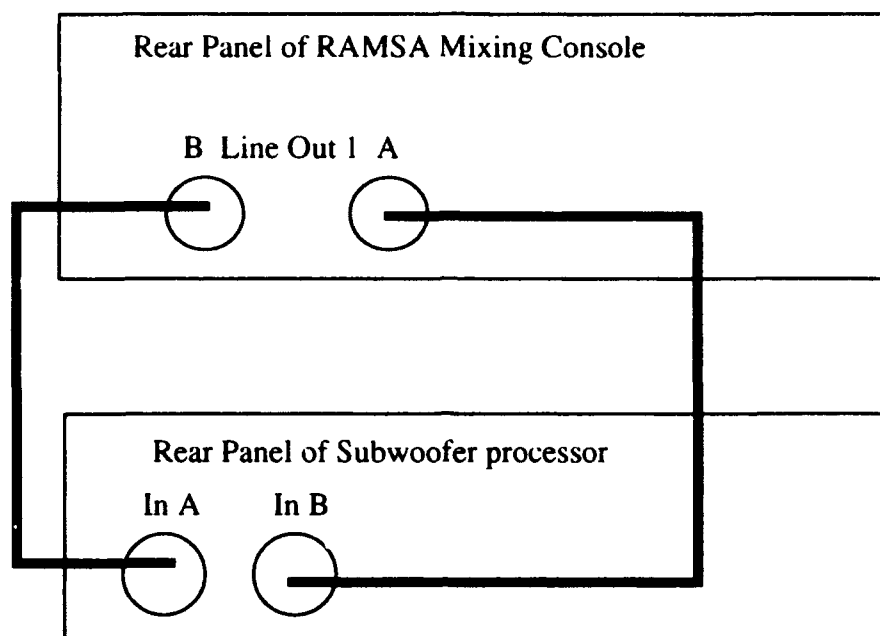 Rear Panel of RAMSA Mixing Console
B Line Out 1 A
Rear Panel of Subwoofer processor
In A In B